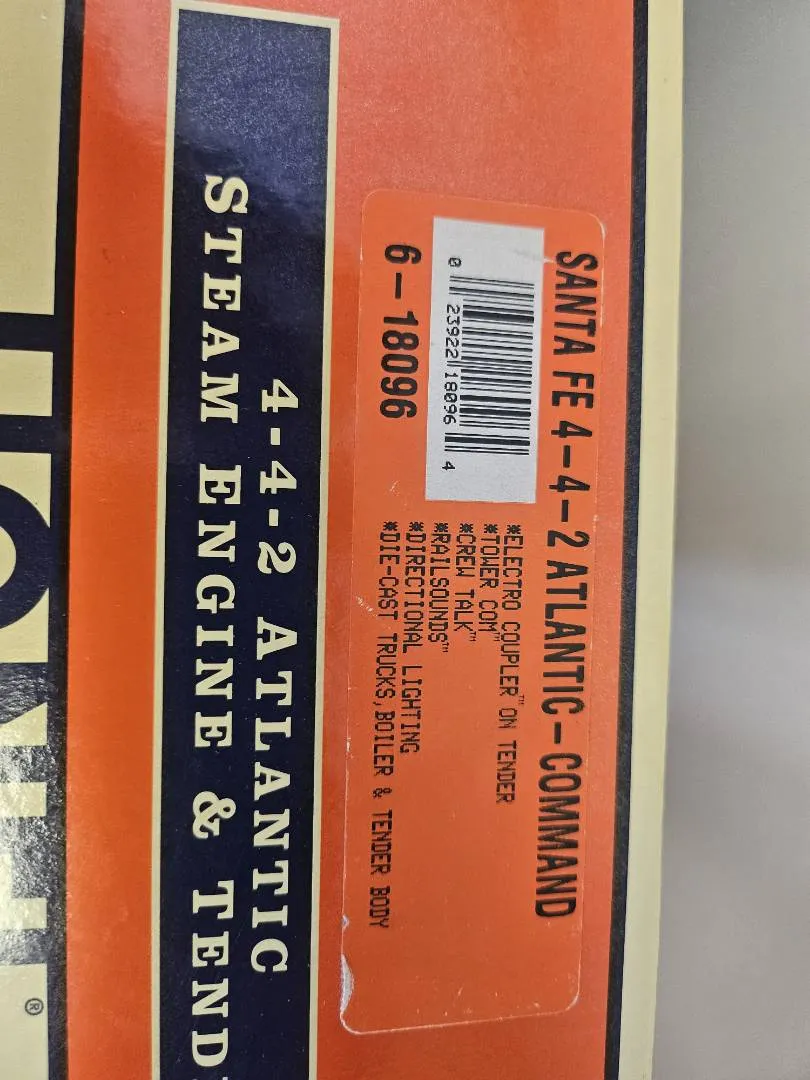 SANTA FE 4-4-2 ATLANTIC-COMMAND
0 23922 18096 4
6-18096
*ELECTRO COUPLER™ ON TENDER
*TOWER COM™
*CREW TALK™
*RAILSOUNDS™
*DIRECTIONAL LIGHTING
*DIE-CAST TRUCKS, BOILER & TENDER BODY
4-4-2 ATLANTIC
STEAM ENGINE & TEND
®